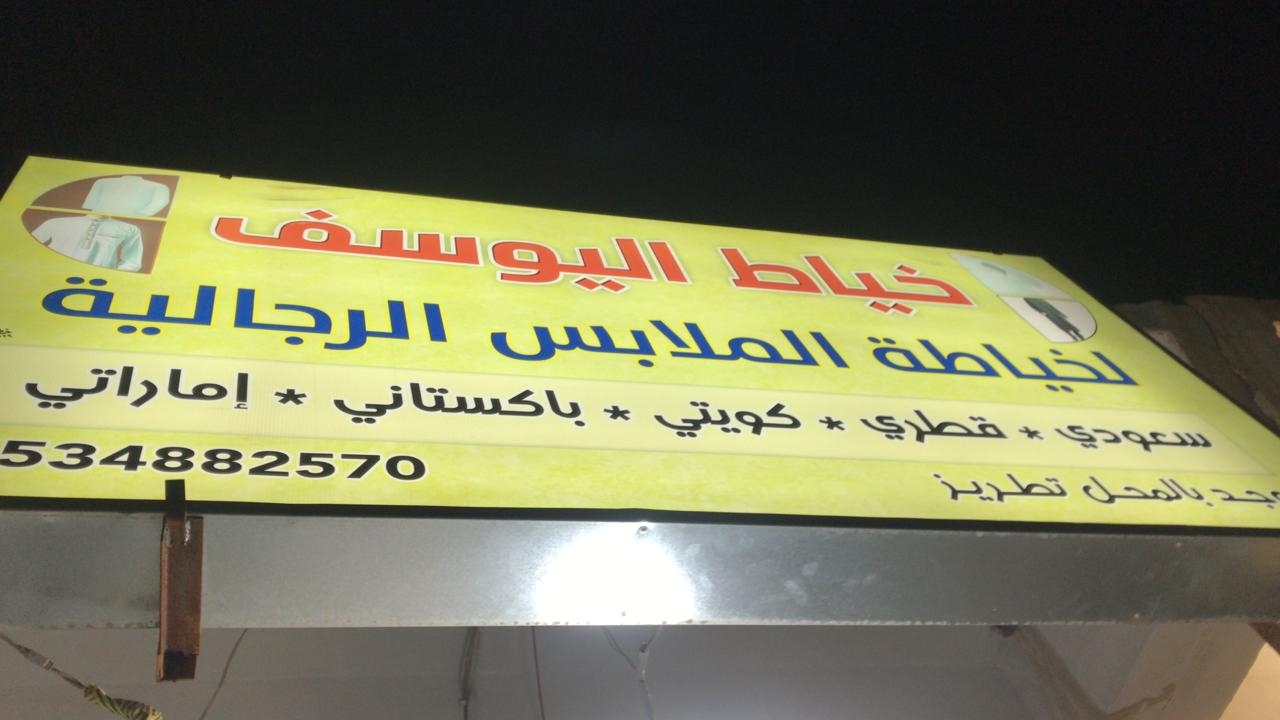 خياط اليوسف
لخياطة الملابس الرجالية
سعودي * قطري * كويتي * باكستاني * إماراتي
بالمحل تطريز
534882570